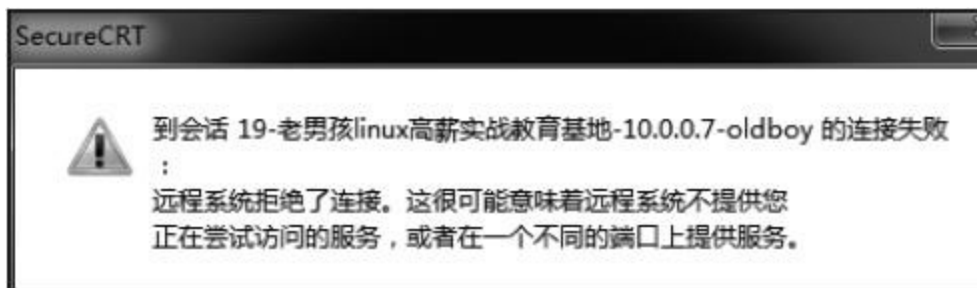 SecureCRT
到会话 19-老男孩linux高薪实战教育基地-10.0.0.7-oldboy 的连接失败
：
远程系统拒绝了连接。这很可能意味着远程系统不提供您
正在尝试访问的服务，或者在一个不同的端口上提供服务。